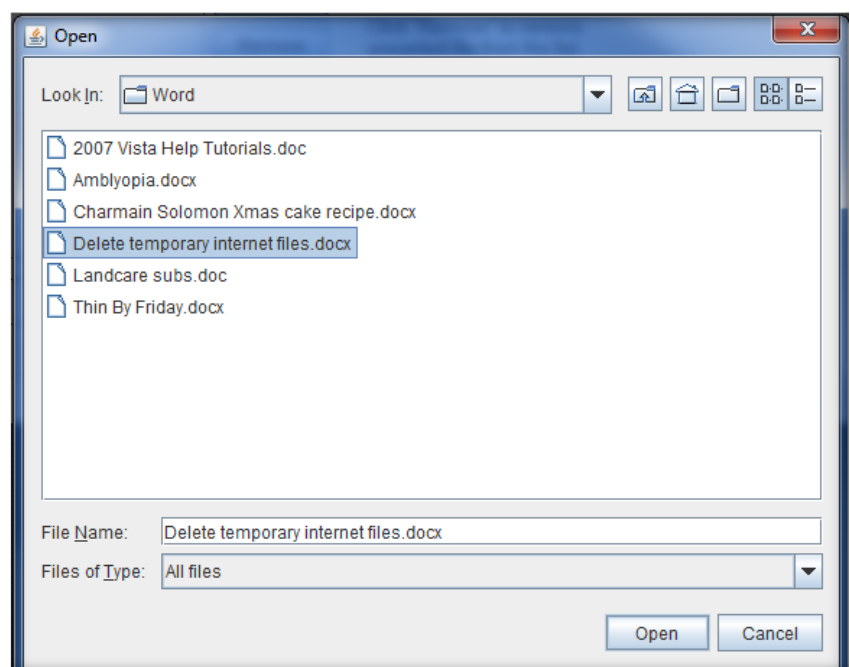 Open
Look In: Word
2007 Vista Help Tutorials.doc
Amblyopia.docx
Charmain Solomon Xmas cake recipe.docx
Delete temporary internet files.docx
Landcare subs.doc
Thin By Friday.docx
File Name: Delete temporary internet files.docx
Files of Type: All files
Open Cancel